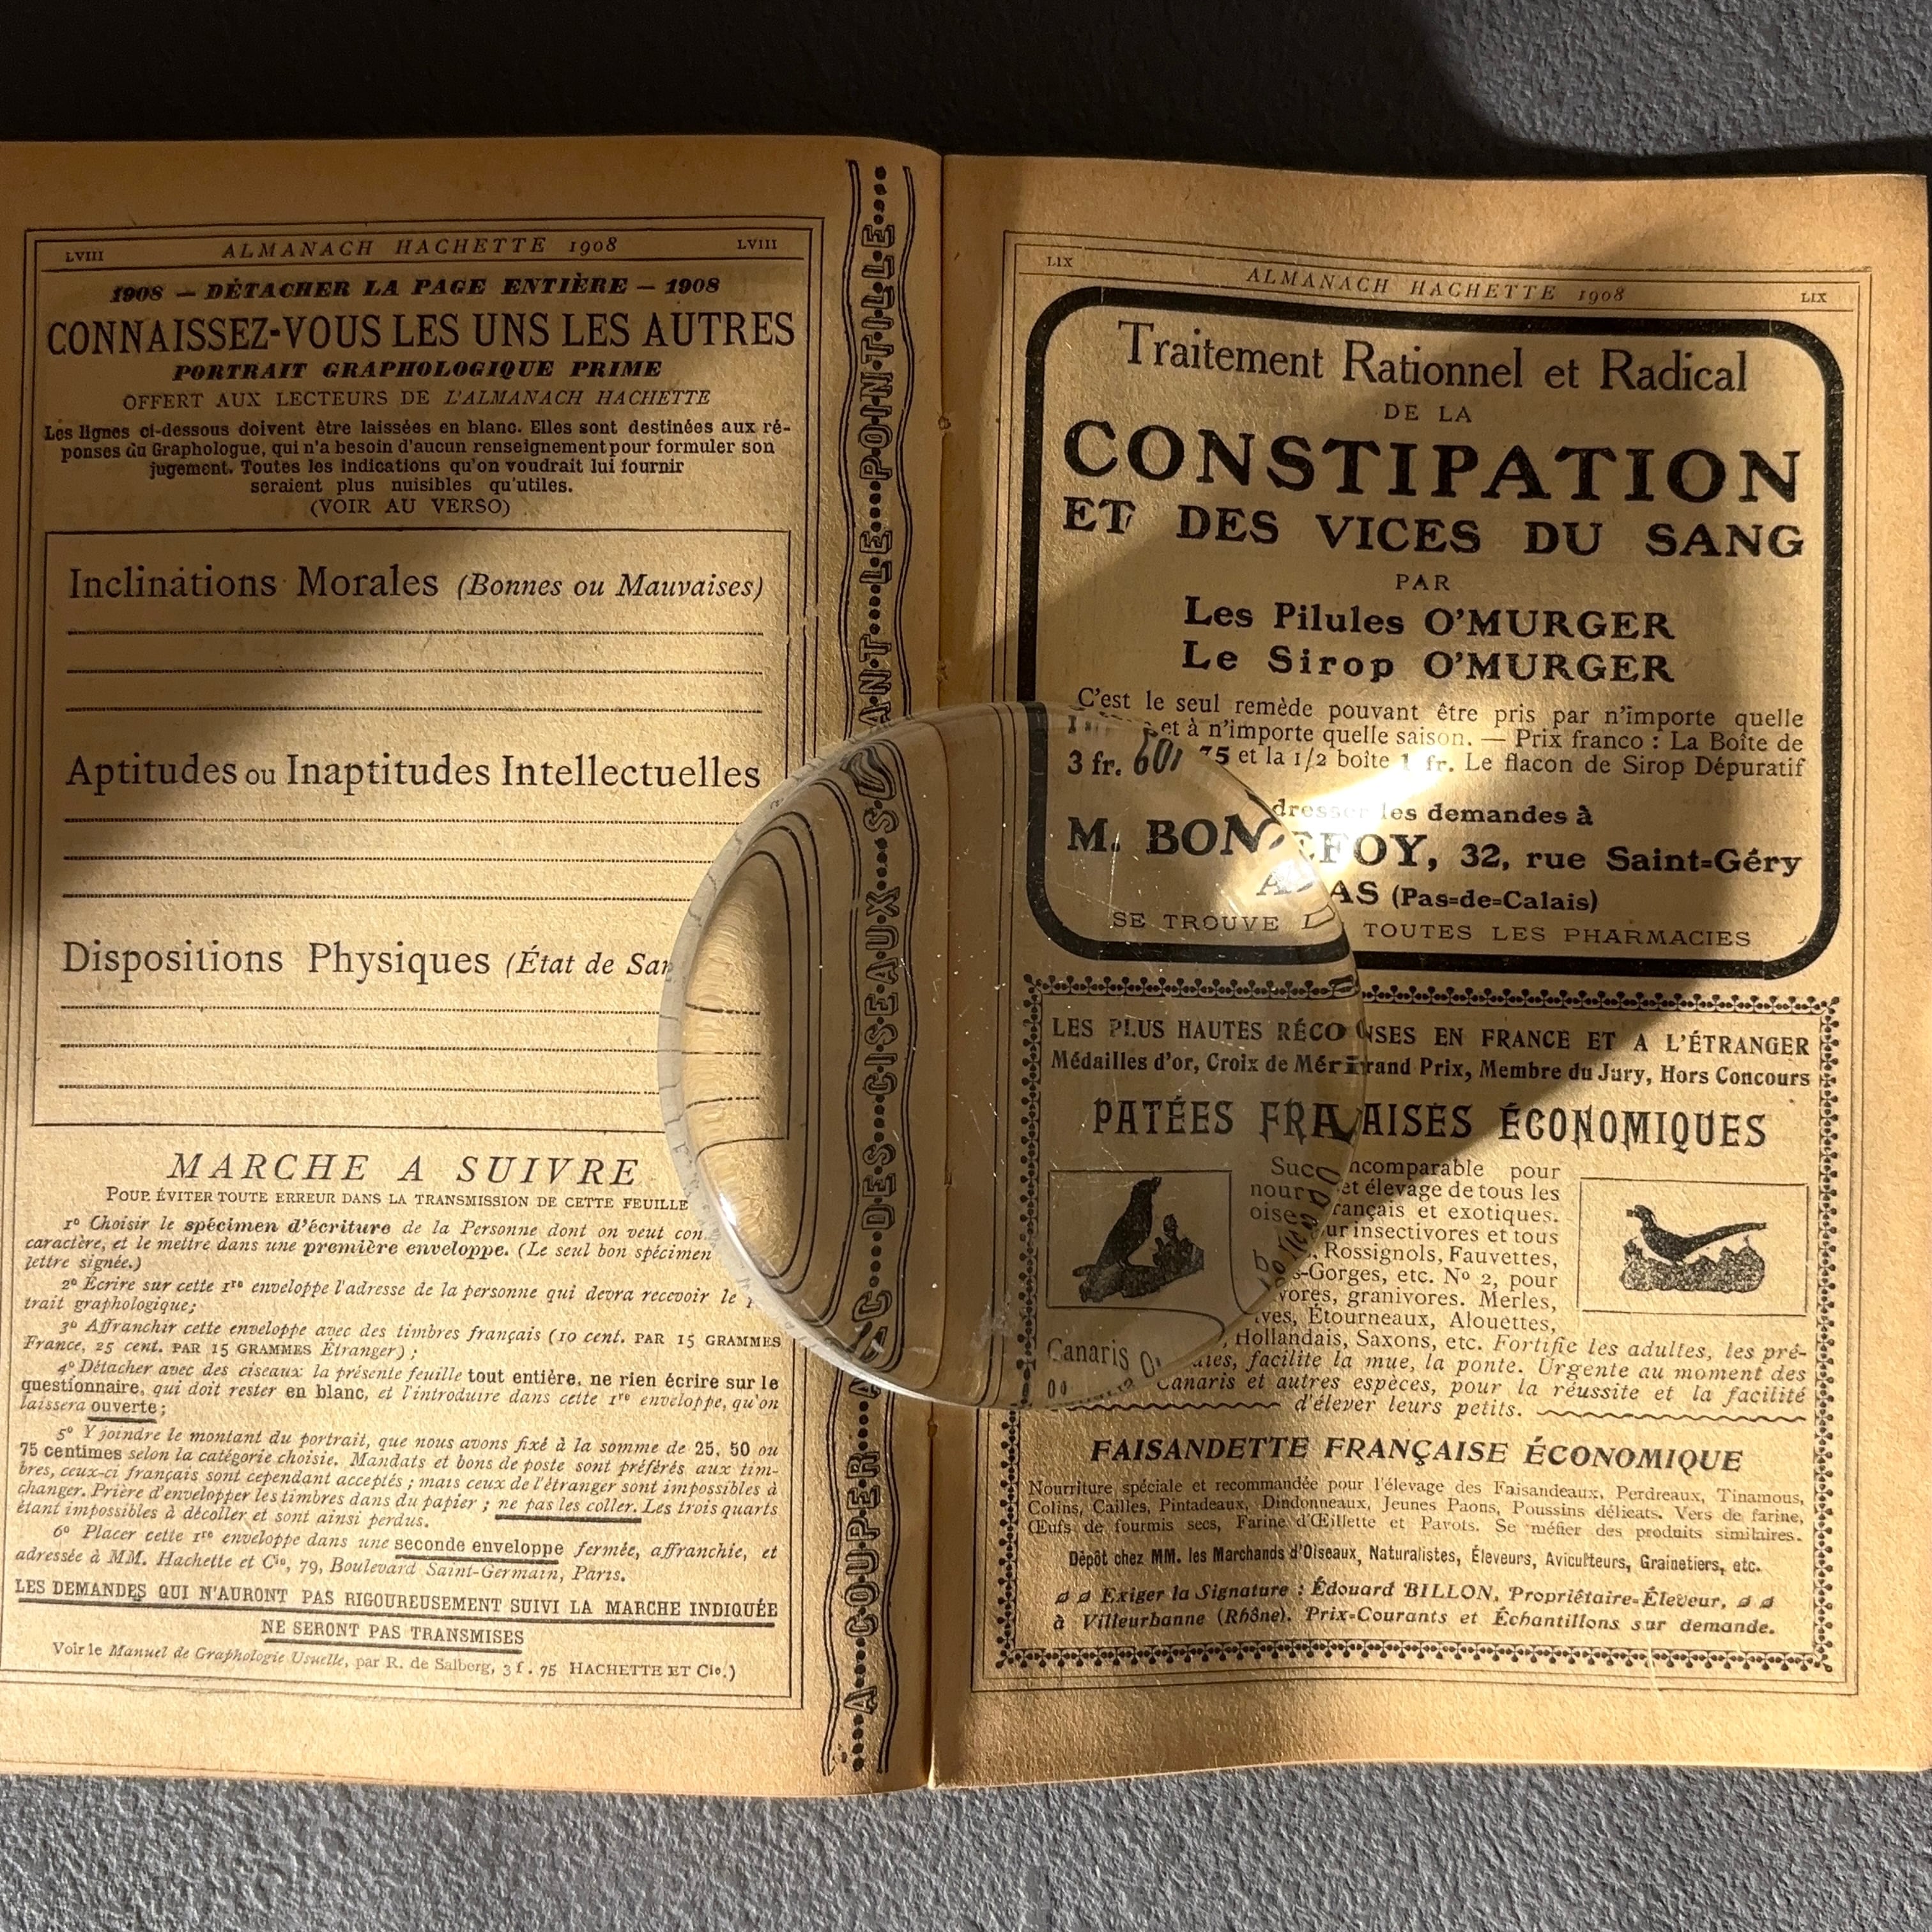 LVIII ALMANACH HACHETTE 1908 LVIII
1908 — DÉTACHER LA PAGE ENTIÈRE — 1908
CONNAISSEZ-VOUS LES UNS LES AUTRES
PORTRAIT GRAPHOLOGIQUE PRIME
OFFERT AUX LECTEURS DE L'ALMANACH HACHETTE
Les lignes ci-dessous doivent être laissées en blanc. Elles sont destinées aux ré-
ponses du Graphologue, qui n'a besoin d'aucun renseignement pour formuler son
jugement. Toutes les indications qu'on voudrait lui fournir
seraient plus nuisibles qu'utiles.
(VOIR AU VERSO)
Inclinations Morales (Bonnes ou Mauvaises)
Aptitudes ou Inaptitudes Intellectuelles
Dispositions Physiques (État de
MARCHE A SUIVRE
POUR ÉVITER TOUTE ERREUR DANS LA TRANSMISSION DE CETTE FEUILLE
1º Choisir le spécimen d'écriture de la Personne dont on veut
caractère, et le mettre dans une première enveloppe. (Le seul bon spécimen
lettre signée.)
2º Écrire sur cette 1re enveloppe l'adresse de la personne qui devra recevoir le
trait graphologique;
3º Affranchir cette enveloppe avec des timbres français (10 cent. PAR 15 GRAMMES
France, 25 cent. PAR 15 GRAMMES Étranger);
4º Détacher avec des ciseaux la présente feuille tout entière, ne rien écrire sur le
questionnaire, qui doit rester en blanc, et l'introduire dans cette 1re enveloppe, qu'on
laissera ouverte;
5º Y joindre le montant du portrait, que nous avons fixé à la somme de 25, 50 ou
75 centimes selon la catégorie choisie. Mandats et bons de poste sont préférés aux tim-
bres, ceux-ci français sont cependant acceptés; mais ceux de l'étranger sont impossibles à
changer. Prière d'envelopper les timbres dans du papier; ne pas les coller. Les trois quarts
étant impossibles à décoller et sont ainsi perdus.
6º Placer cette 1re enveloppe dans une seconde enveloppe fermée, affranchie, et
adressée à MM. Hachette et Cie, 79, Boulevard Saint-Germain, Paris.
LES DEMANDES QUI N'AURONT PAS RIGOUREUSEMENT SUIVI LA MARCHE INDIQUÉE
NE SERONT PAS TRANSMISES
Voir le Manuel de Graphologie Usuelle, par R. de Salberg, 3 f. 75 HACHETTE ET Cie.)
A COUPER AVEC DES CISEAUX SUIVANT LE POINTILLE
LIX ALMANACH HACHETTE 1908 LIX
Traitement Rationnel et Radical
DE LA
CONSTIPATION
ET DES VICES DU SANG
PAR
Les Pilules O'MURGER
Le Sirop O'MURGER
C'est le seul remède pouvant être pris par n'importe quelle
et à n'importe quelle saison. — Prix franco : La Boîte de
3 fr. 75 et la 1/2 boîte fr. Le flacon de Sirop Dépuratif
les demandes à
M. BONNEFOY, 32, rue Saint-Géry
ARRAS (Pas-de-Calais)
SE TROUVE TOUTES LES PHARMACIES
LES PLUS HAUTES RÉCOMPENSES EN FRANCE ET A L'ÉTRANGER
Médailles d'or, Croix de Mérite, Grand Prix, Membre du Jury, Hors Concours
PATÉES FRANÇAISES ÉCONOMIQUES
Succès incomparable pour
et élevage de tous les
français et exotiques.
insectivores et tous
Rossignols, Fauvettes,
-Gorges, etc. Nº 2, pour
granivores. Merles,
Étourneaux, Alouettes,
Canaris Hollandais, Saxons, etc. Fortifie les adultes, les pré-
facilite la mue, la ponte. Urgente au moment des
Canaris et autres espèces, pour la réussite et la facilité
d'élever leurs petits.
FAISANDETTE FRANÇAISE ÉCONOMIQUE
Nourriture spéciale et recommandée pour l'élevage des Faisandeaux, Perdreaux, Tinamous,
Colins, Cailles, Pintadeaux, Dindonneaux, Jeunes Paons, Poussins délicats. Vers de farine,
Œufs de fourmis secs, Farine d'Œillette et Pavots. Se méfier des produits similaires.
Dépôt chez MM. les Marchands d'Oiseaux, Naturalistes, Éleveurs, Aviculteurs, Grainetiers, etc.
Exiger la Signature : Édouard BILLON, Propriétaire-Éleveur,
à Villeurbanne (Rhône). Prix-Courants et Échantillons sur demande.